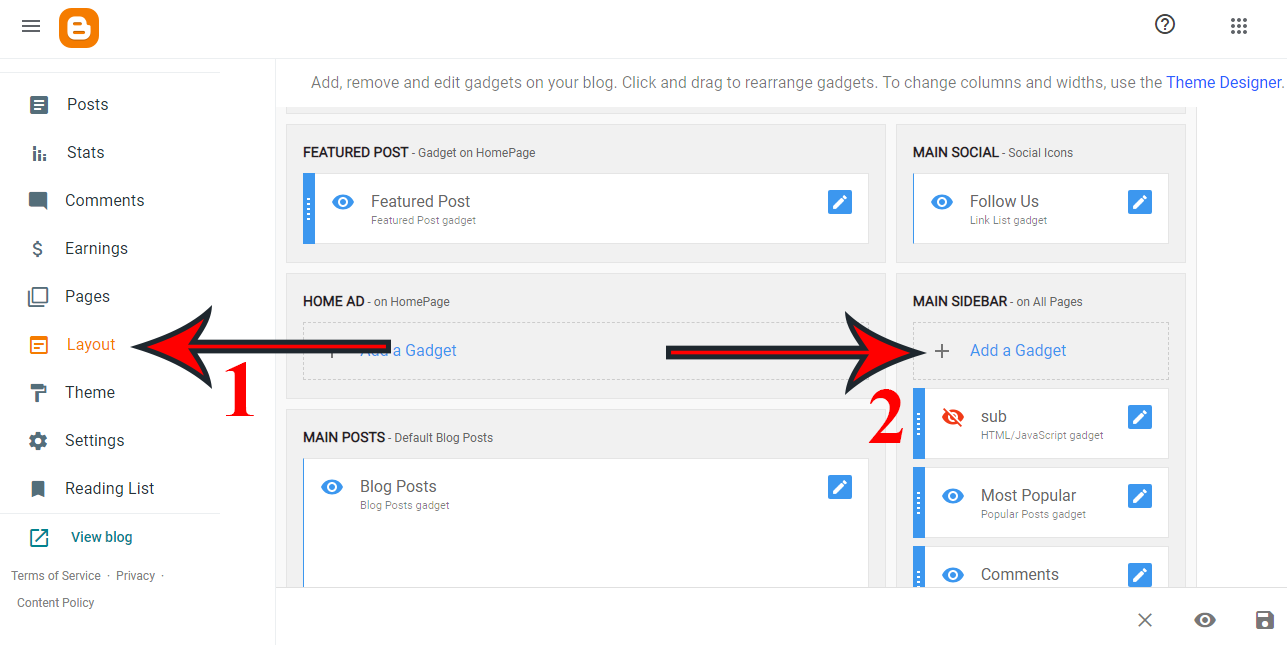 Add, remove and edit gadgets on your blog. Click and drag to rearrange gadgets. To change columns and widths, use the Theme Designer.
Posts
Stats
Comments
Earnings
Pages
Layout
Theme
Settings
Reading List
View blog
Terms of Service · Privacy ·
Content Policy
1
FEATURED POST - Gadget on HomePage
Featured Post
Featured Post gadget
HOME AD - on HomePage
Add a Gadget
MAIN POSTS - Default Blog Posts
Blog Posts
Blog Posts gadget
2
MAIN SOCIAL - Social Icons
Follow Us
Link List gadget
MAIN SIDEBAR - on All Pages
Add a Gadget
sub
HTML/JavaScript gadget
Most Popular
Popular Posts gadget
Comments